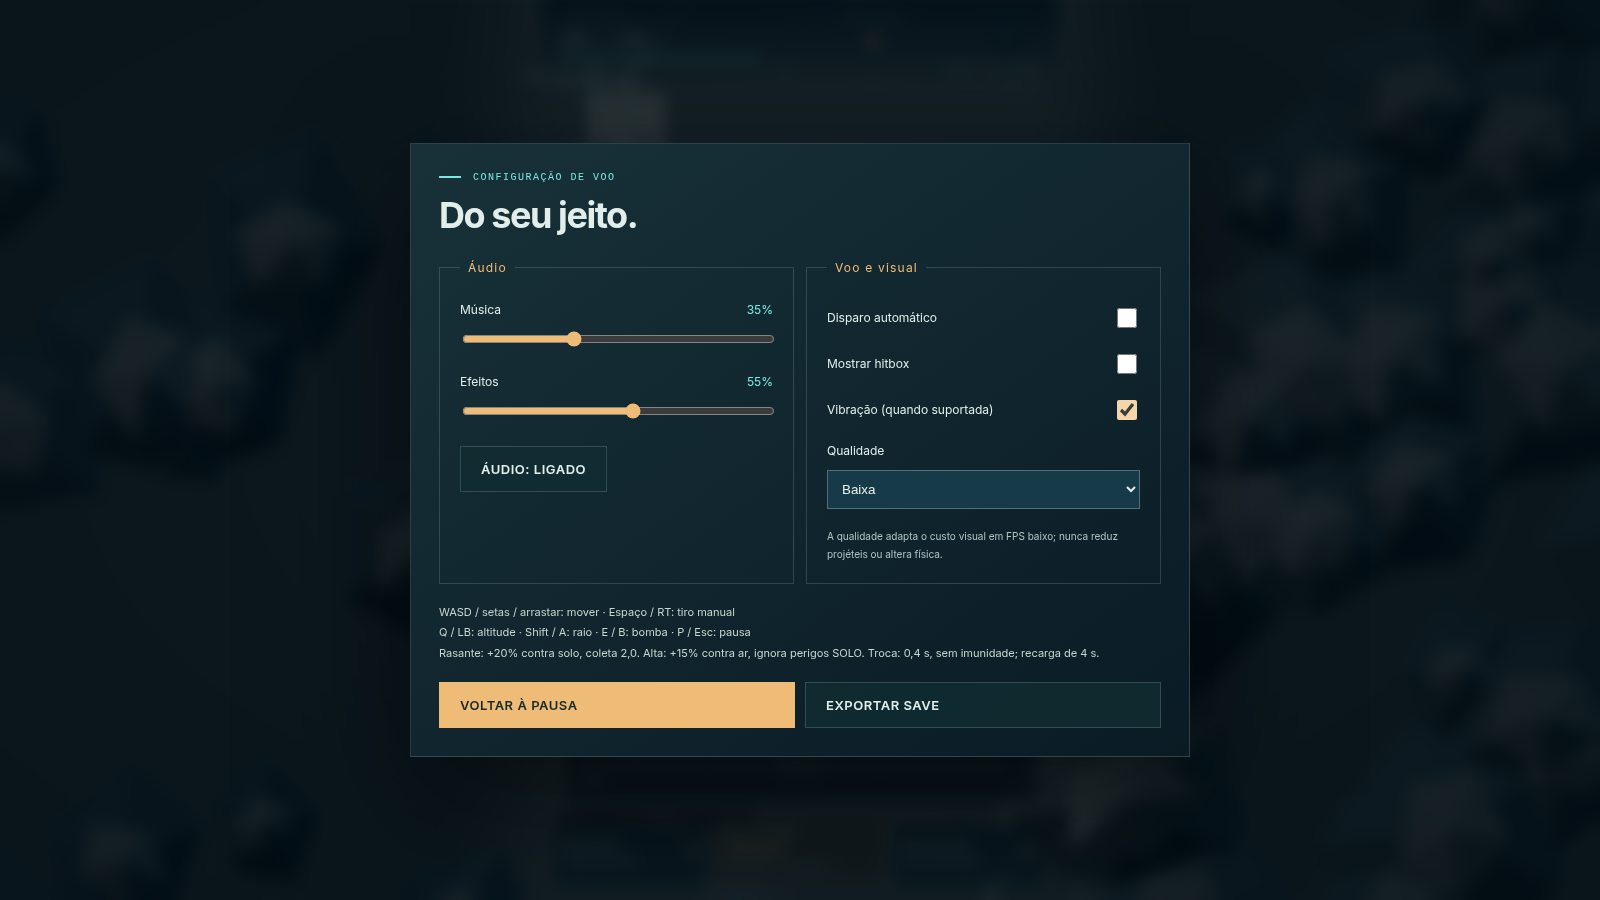 CONFIGURAÇÃO DE VOO
Do seu jeito.
Áudio
Música 35%
Efeitos 55%
ÁUDIO: LIGADO
Voo e visual
Disparo automático
Mostrar hitbox
Vibração (quando suportada)
Qualidade
Baixa
A qualidade adapta o custo visual em FPS baixo; nunca reduz
projéteis ou altera física.
WASD / setas / arrastar: mover · Espaço / RT: tiro manual
Q / LB: altitude · Shift / A: raio · E / B: bomba · P / Esc: pausa
Rasante: +20% contra solo, coleta 2,0. Alta: +15% contra ar, ignora perigos SOLO. Troca: 0,4 s, sem imunidade; recarga de 4 s.
VOLTAR À PAUSA
EXPORTAR SAVE